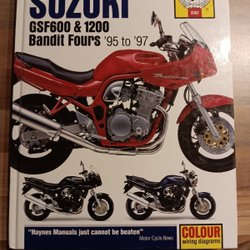 SUZUKI
GSF600 & 1200
Bandit Fours '95 to '97
"Haynes Manuals just cannot be beaten"
Motor Cycle News
COLOUR
wiring diagrams